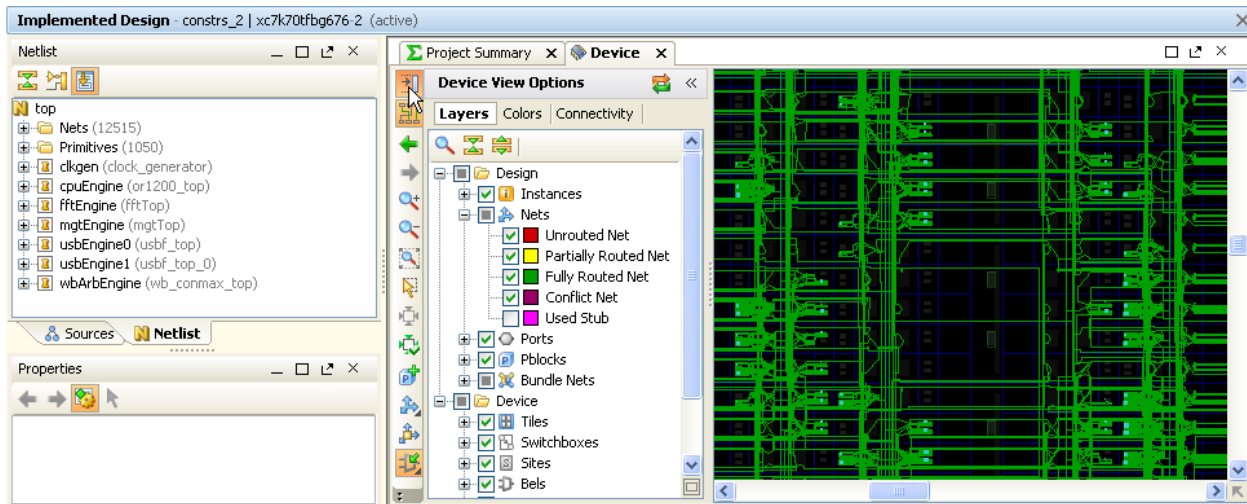 Implemented Design - constrs_2 | xc7k70tfbg676-2 (active)
Netlist
top
Nets (12515)
Primitives (1050)
clkgen (clock_generator)
cpuEngine (or1200_top)
fftEngine (fftTop)
mgtEngine (mgtTop)
usbEngine0 (usbf_top)
usbEngine1 (usbf_top_0)
wbArbEngine (wb_conmax_top)
Sources Netlist
Properties
Project Summary Device
Device View Options
Layers Colors Connectivity
Design
Instances
Nets
Unrouted Net
Partially Routed Net
Fully Routed Net
Conflict Net
Used Stub
Ports
Pblocks
Bundle Nets
Device
Tiles
Switchboxes
Sites
Bels